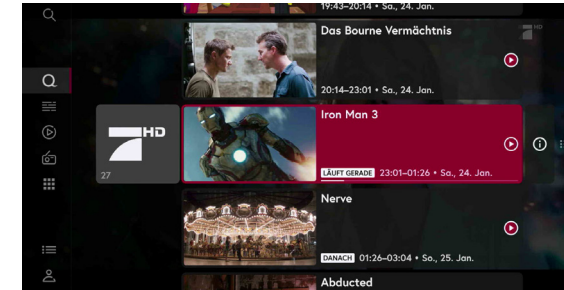 19:43–20:14 • Sa., 24. Jan.
Das Bourne Vermächtnis
HD
20:14–23:01 • Sa., 24. Jan.
HD
27
Iron Man 3
LÄUFT GERADE 23:01–01:26 • Sa., 24. Jan.
Nerve
DANACH 01:26–03:04 • So., 25. Jan.
Abducted